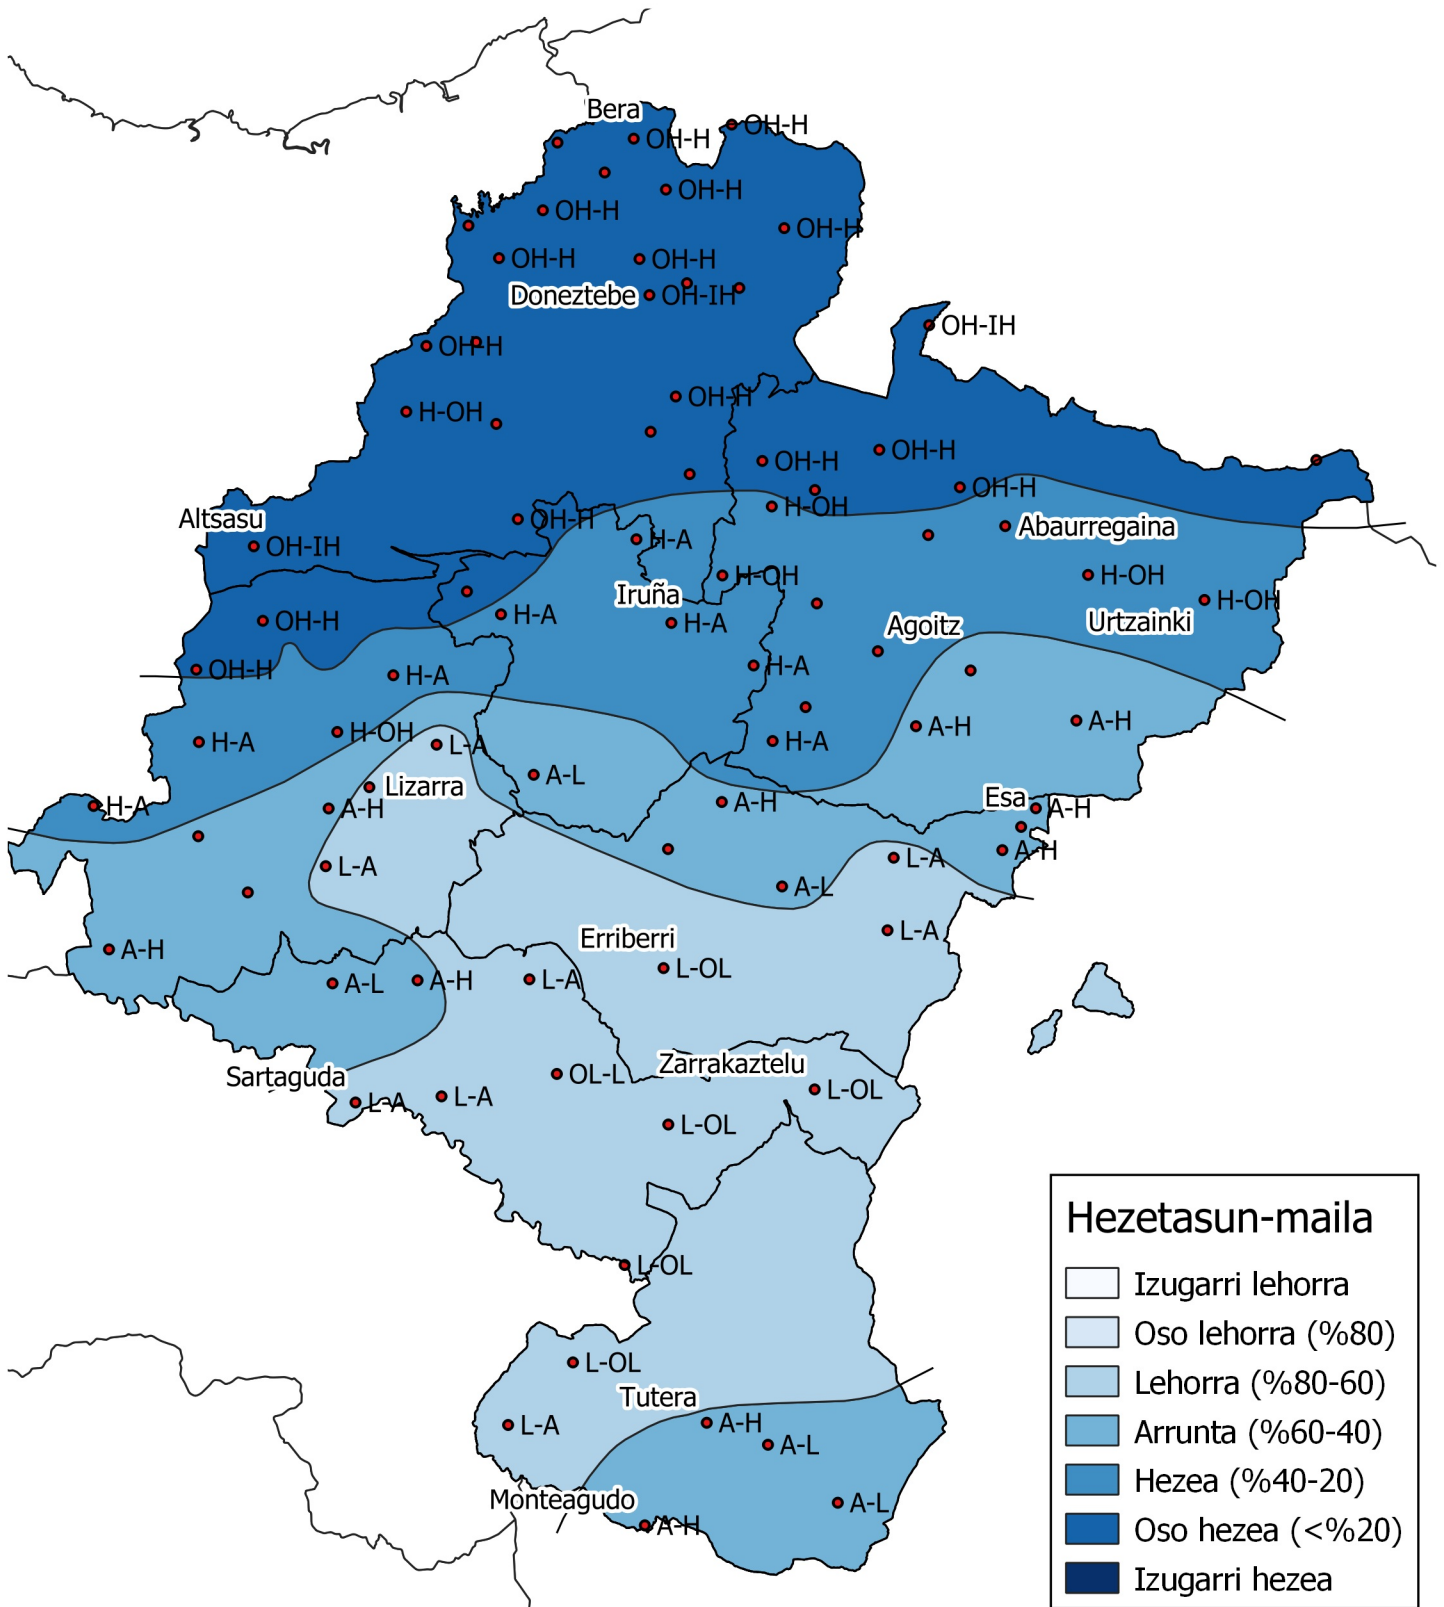 Bera
OH-H
OH-H
OH-H
OH-H
OH-H
OH-H
OH-H
Doneztebe
OH-IH
OH-IH
OH-H
OH-H
H-OH
OH-H
OH-H
OH-H
H-OH
Altsasu
OH-H
Abaurregaina
OH-IH
H-A
H-OH
H-OH
Iruña
H-OH
OH-H
H-A
H-A
Agoitz
Urtzainki
OH-H
H-A
H-A
H-A
H-OH
L-A
H-A
A-H
A-H
A-L
Lizarra
H-A
A-H
A-H
Esa
A-H
L-A
L-A
A-H
A-L
A-H
Erriberri
L-A
A-L
A-H
L-A
L-OL
Sartaguda
OL-L
Zarrakaztelu
L-OL
L-A
L-A
L-OL
L-OL
L-OL
Tutera
L-A
A-H
A-L
Monteagudo
A-H
A-L
Hezetasun-maila
Izugarri lehorra
Oso lehorra (%80)
Lehorra (%80-60)
Arrunta (%60-40)
Hezea (%40-20)
Oso hezea (<%20)
Izugarri hezea